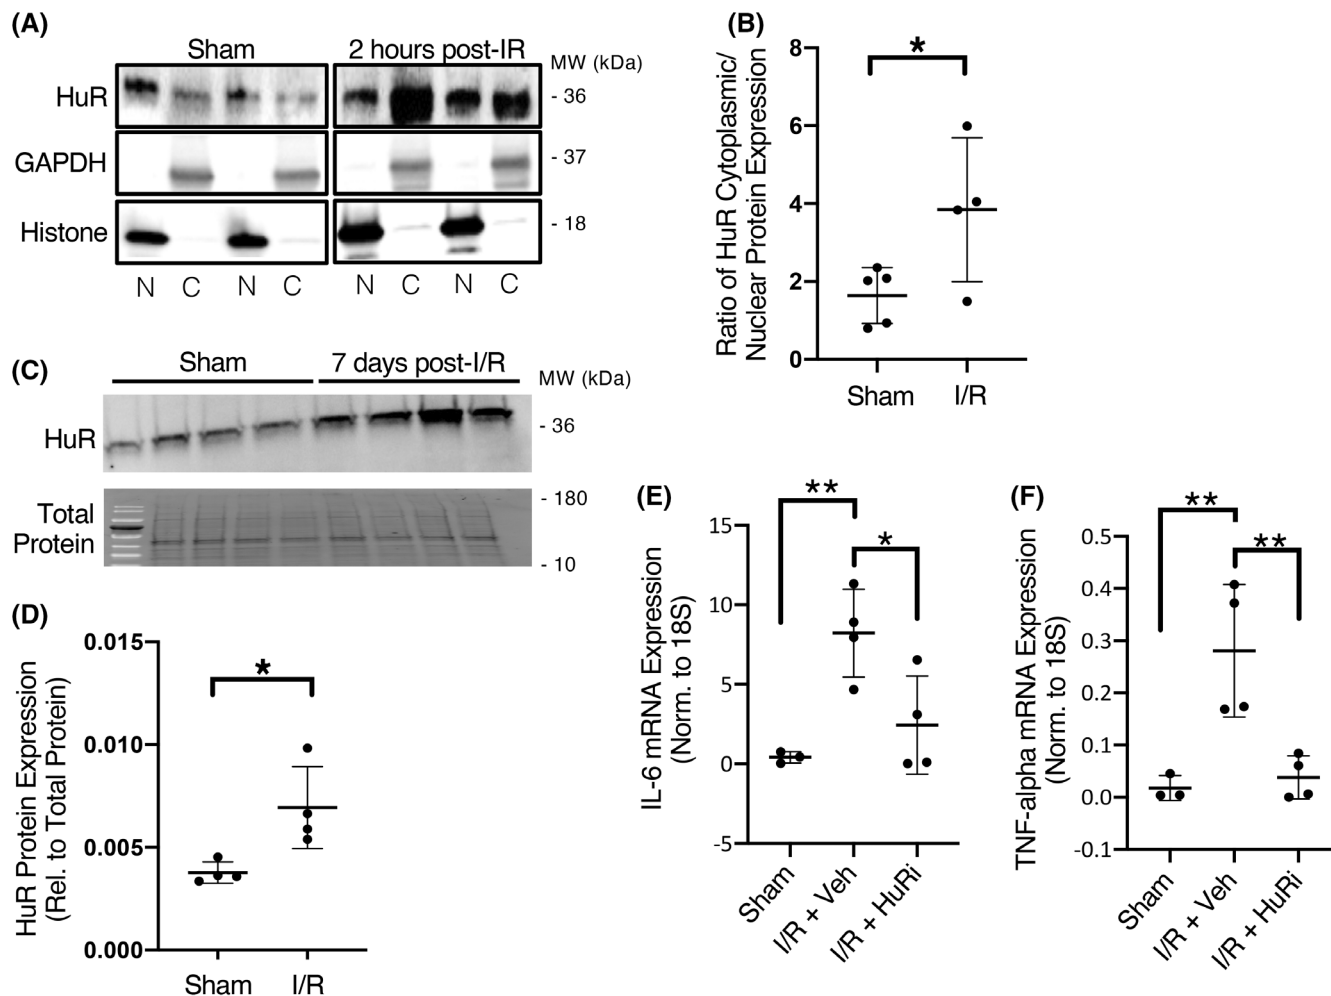 (A)
Sham
2 hours post-IR
MW (kDa)
HuR
- 36
GAPDH
- 37
Histone
- 18
N C N C N C N C
(B)
Ratio of HuR Cytoplasmic/
Nuclear Protein Expression
8
6
4
2
0
*
Sham
I/R
(C)
Sham
7 days post-I/R
MW (kDa)
HuR
- 36
Total
Protein
- 180
- 10
(D)
HuR Protein Expression
(Rel. to Total Protein)
0.015
0.010
0.005
0.000
*
Sham
I/R
(E)
IL-6 mRNA Expression
(Norm. to 18S)
15
10
5
0
-5
**
*
Sham
I/R + Veh
I/R + HuRi
(F)
TNF-alpha mRNA Expression
(Norm. to 18S)
0.5
0.4
0.3
0.2
0.1
0.0
-0.1
**
**
Sham
I/R + Veh
I/R + HuRi